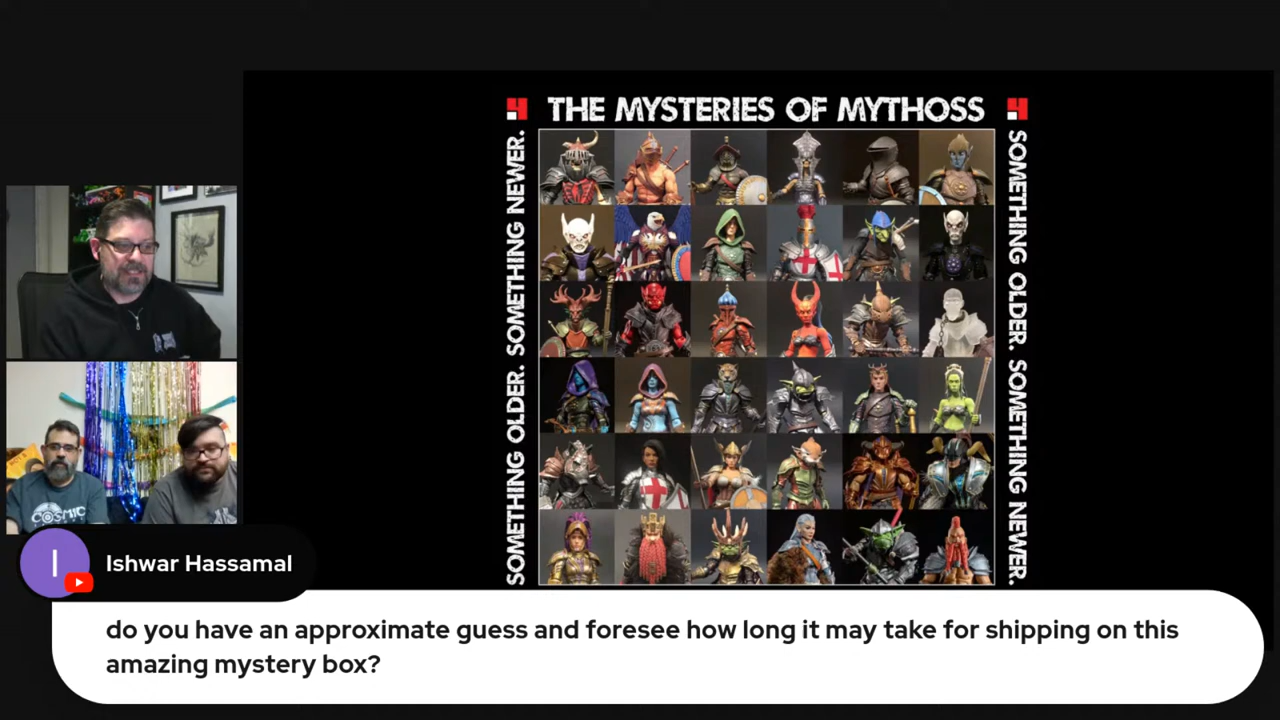 THE MYSTERIES OF MYTHOSS
SOMETHING OLDER. SOMETHING NEWER.
SOMETHING OLDER. SOMETHING NEWER.
COSMIC
I
Ishwar Hassamal
do you have an approximate guess and foresee how long it may take for shipping on this
amazing mystery box?